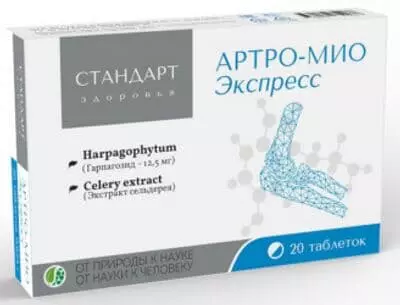 СТАНДАРТ
здоровья
АРТРО-МИО
Экспресс
Harpagophytum
(Гарпагозид - 12,5 мг)
Celery extract
(Экстракт сельдерея)
20 таблеток
ОТ ПРИРОДЫ К НАУКЕ
ОТ НАУКИ К ЧЕЛОВЕКУ